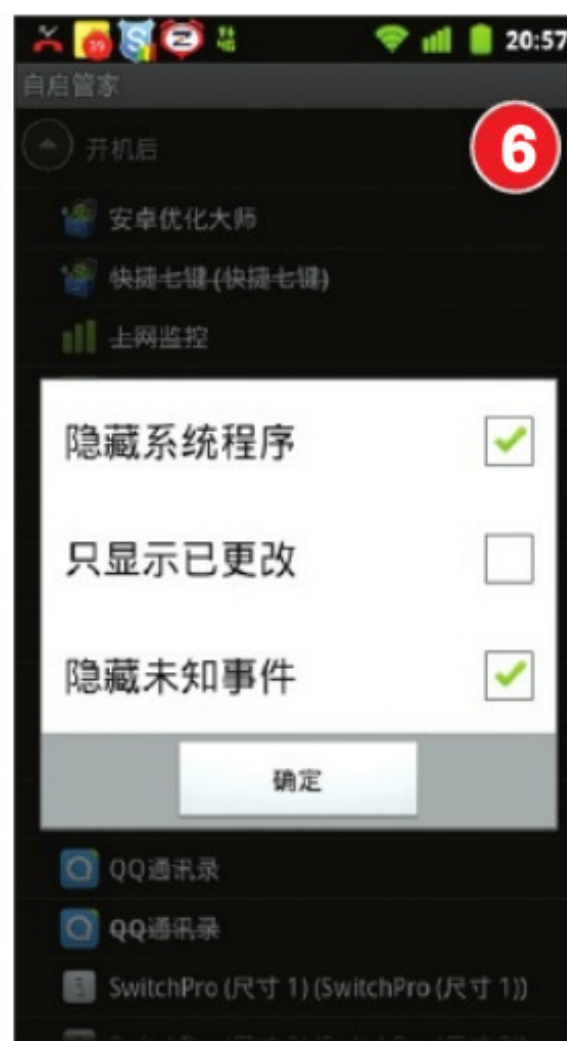 39
20:57
自启管家
6
开机后
安卓优化大师
快捷七键 (快捷七键)
上网监控
隐藏系统程序
只显示已更改
隐藏未知事件
确定
QQ通讯录
QQ通讯录
SwitchPro (尺寸 1) (SwitchPro (尺寸 1))